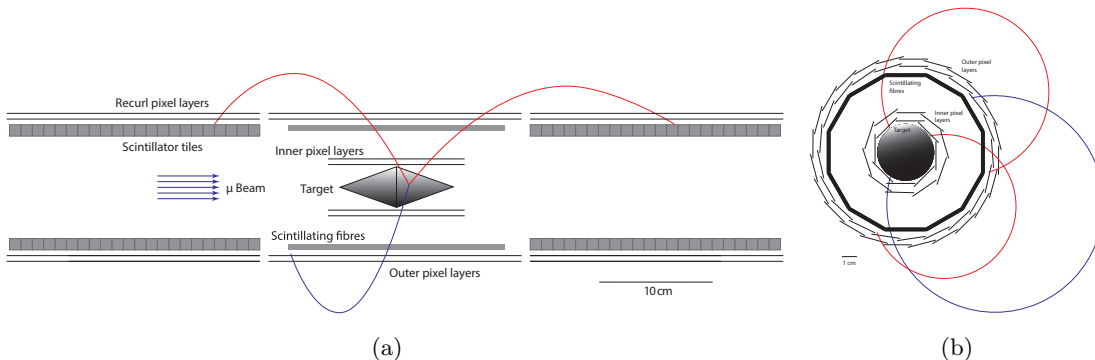 Recurl pixel layers
Scintillator tiles
Inner pixel layers
μ Beam
Target
Scintillating fibres
Outer pixel layers
10 cm
(a)
Outer pixel
layers
Scintillating
fibres
Inner pixel
layers
Target
1 cm
(b)